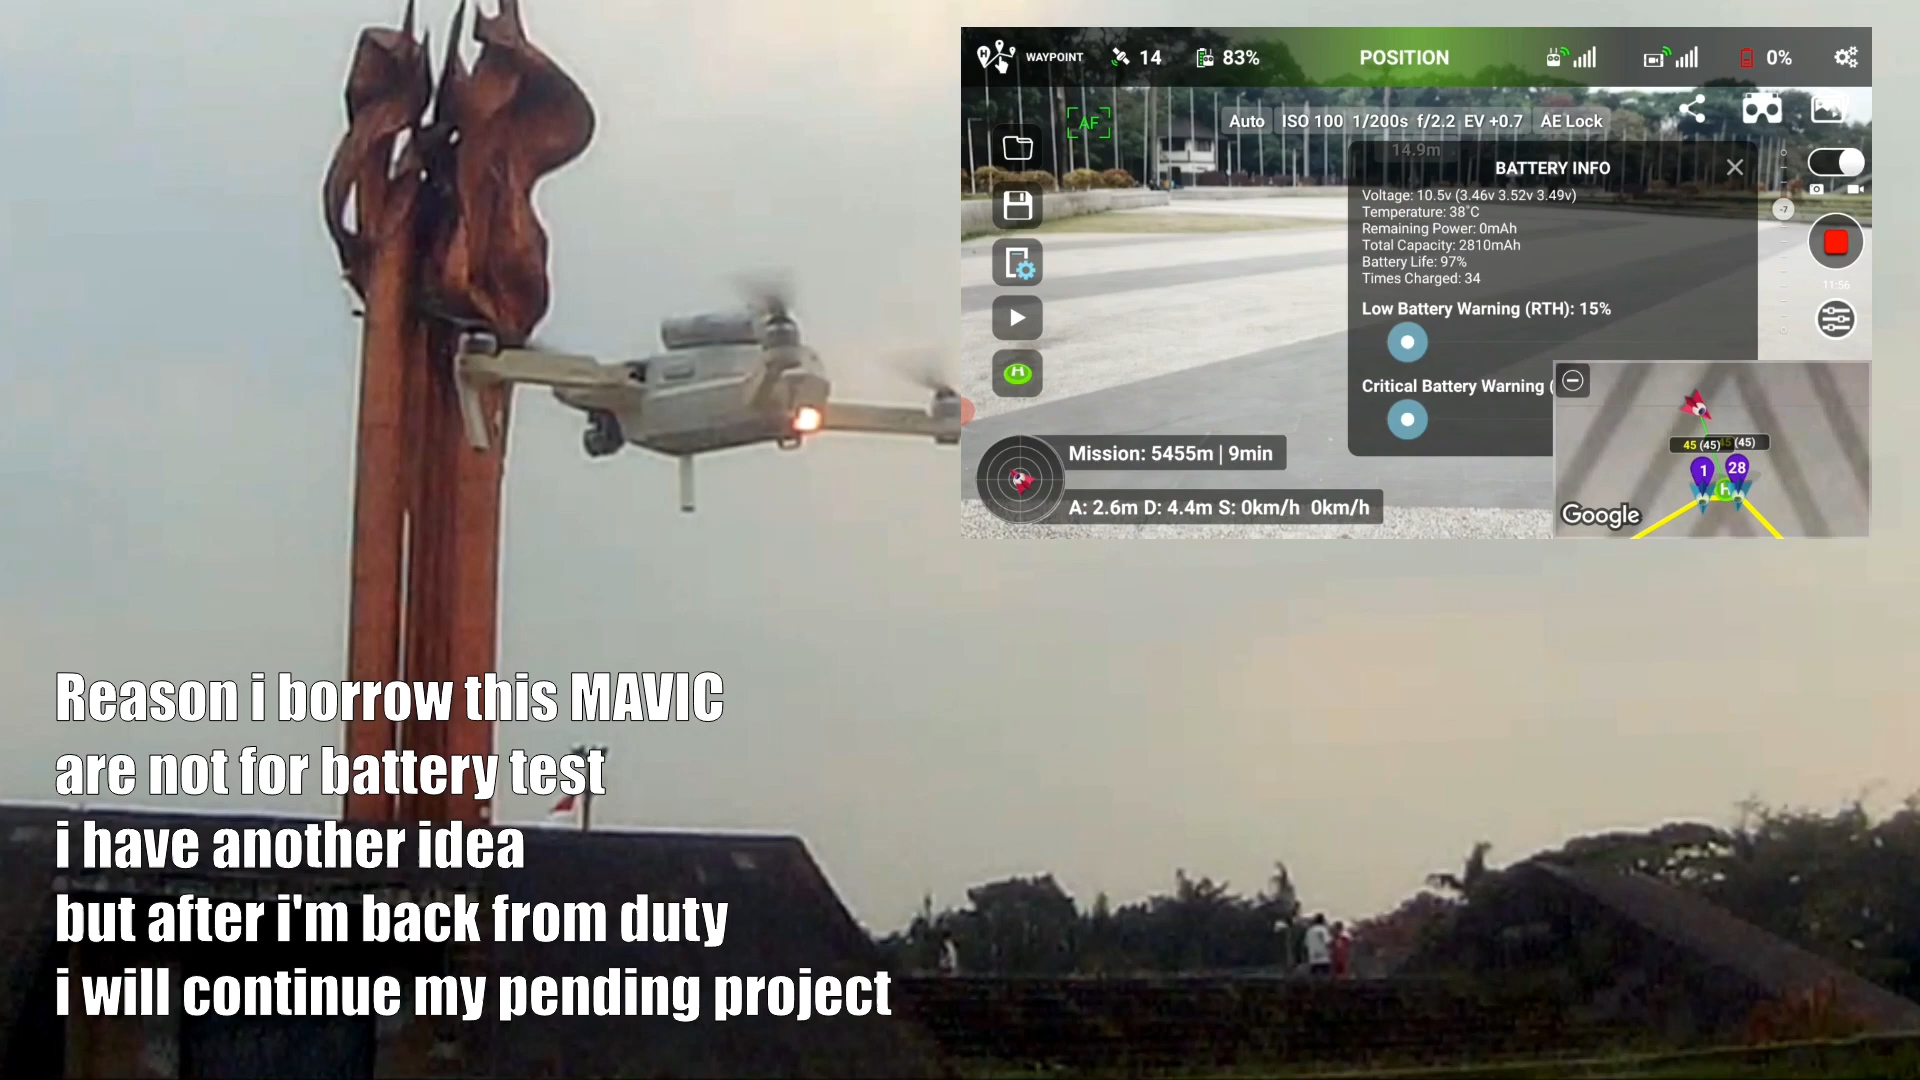 WAYPOINT 14 83% POSITION 0%
AF
Auto ISO 100 1/200s f/2.2 EV +0.7 AE Lock
14.9m
BATTERY INFO
Voltage: 10.5v (3.46v 3.52v 3.49v)
Temperature: 38°C
Remaining Power: 0mAh
Total Capacity: 2810mAh
Battery Life: 97%
Times Charged: 34
Low Battery Warning (RTH): 15%
Critical Battery Warning (
-7
11:56
Mission: 5455m | 9min
A: 2.6m D: 4.4m S: 0km/h 0km/h
45 (45) 45 (45)
1 28
H
Google
Reason i borrow this MAVIC
are not for battery test
i have another idea
but after i'm back from duty
i will continue my pending project